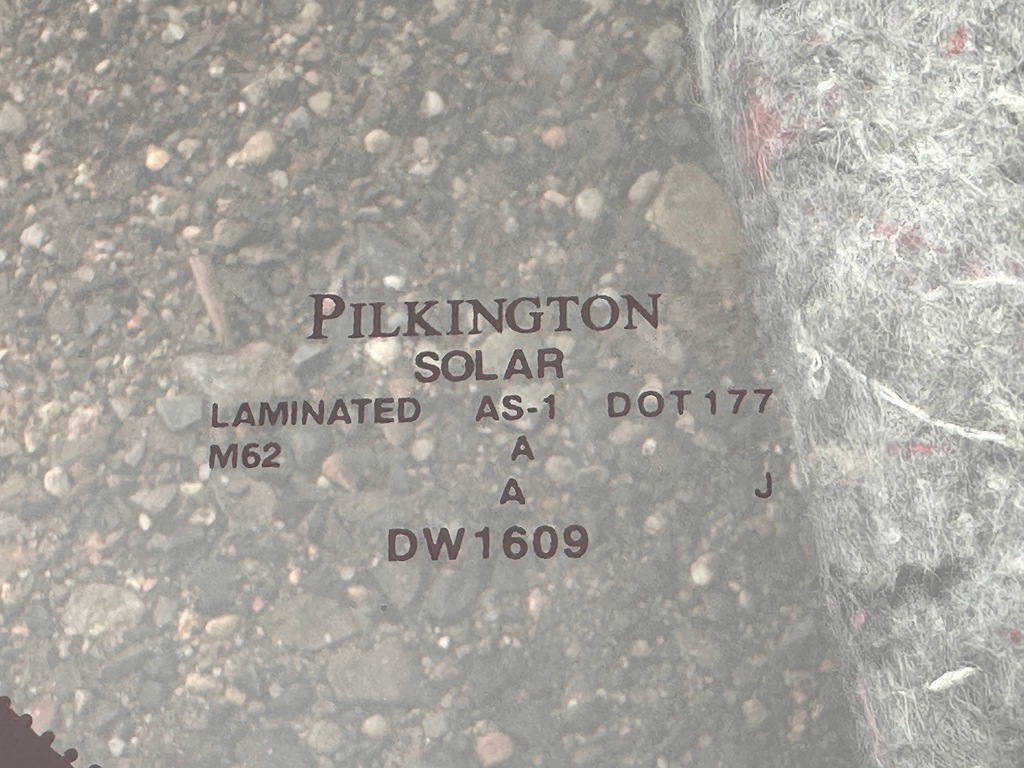 PILKINGTON
SOLAR
LAMINATED AS-1 DOT 177
M62 A
A J
DW1609